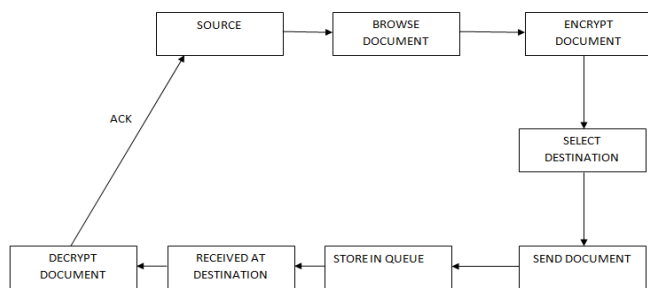 SOURCE
BROWSE
DOCUMENT
ENCRYPT
DOCUMENT
ACK
SELECT
DESTINATION
DECRYPT
DOCUMENT
RECEIVED AT
DESTINATION
STORE IN QUEUE
SEND DOCUMENT